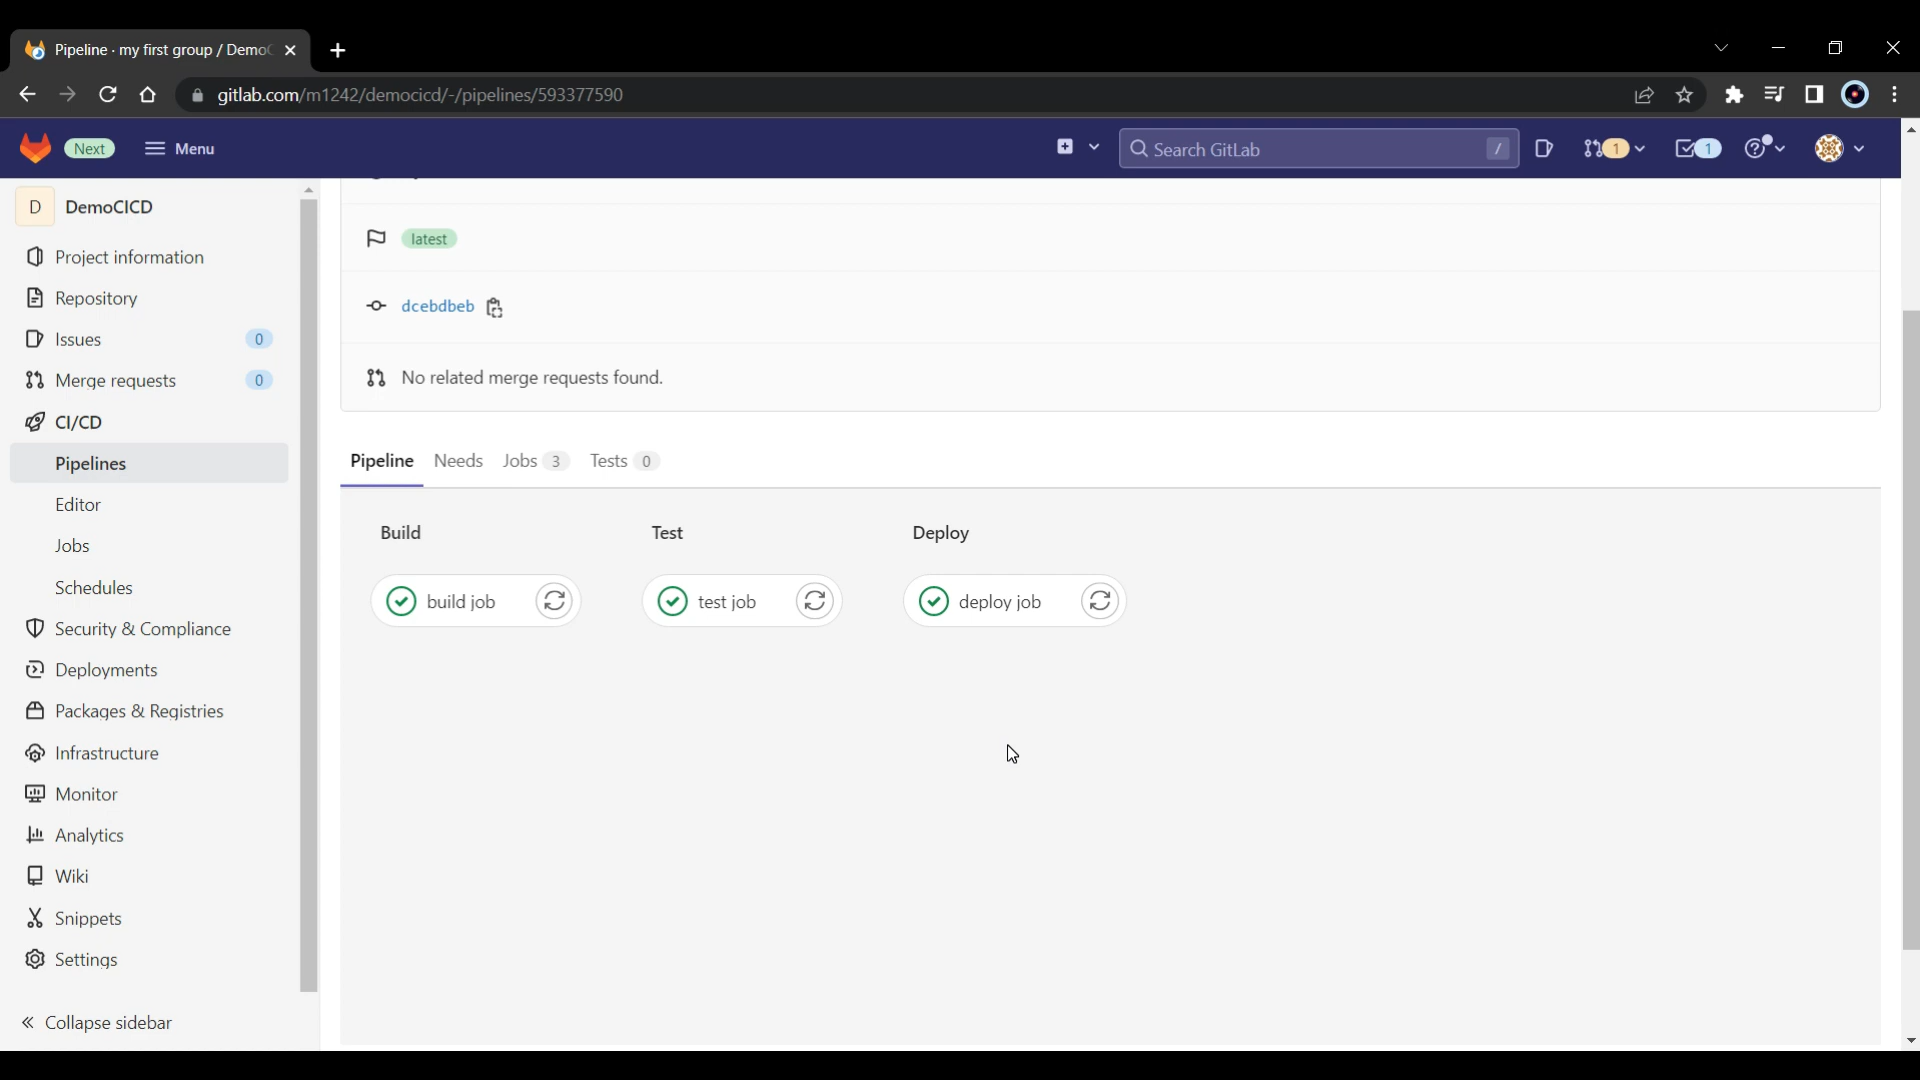 Pipeline · my first group / DemoC
gitlab.com/m1242/democicd/-/pipelines/593377590
Next
Menu
Search GitLab
/
1
1
D DemoCICD
Project information
Repository
Issues 0
Merge requests 0
CI/CD
Pipelines
Editor
Jobs
Schedules
Security & Compliance
Deployments
Packages & Registries
Infrastructure
Monitor
Analytics
Wiki
Snippets
Settings
Collapse sidebar
latest
dcebdbeb
No related merge requests found.
Pipeline Needs Jobs 3 Tests 0
Build Test Deploy
build job test job deploy job